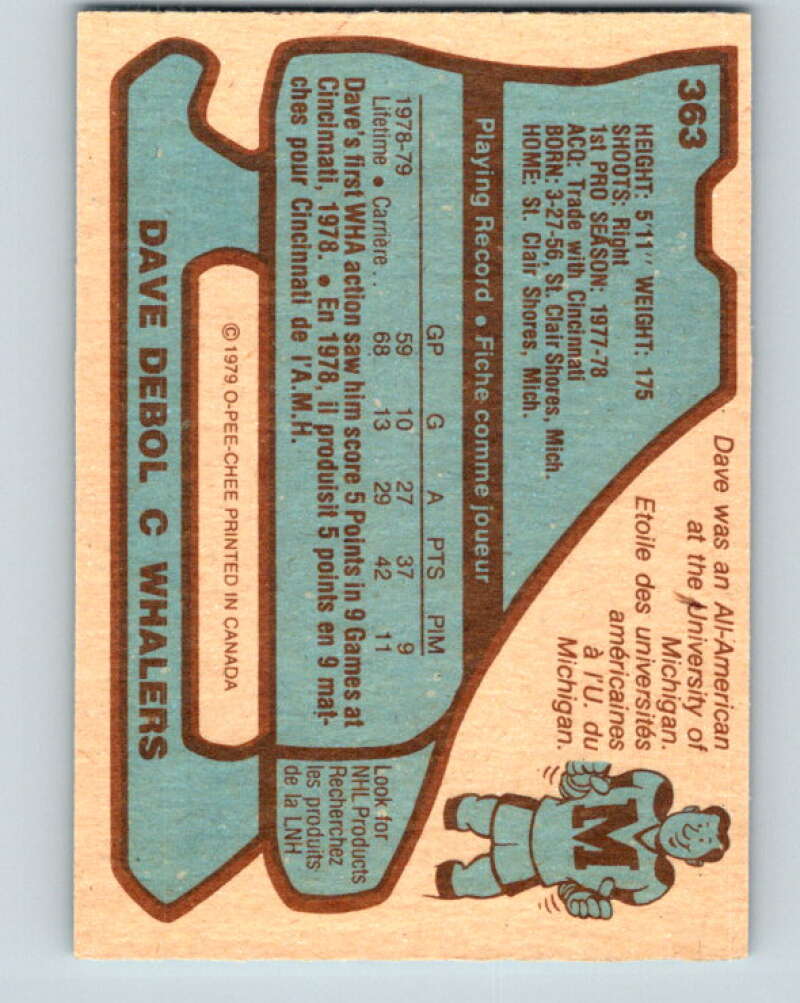 363
HEIGHT: 5'11" WEIGHT: 175
SHOOTS: Right
1st PRO SEASON: 1977-78
ACQ: Trade with Cincinnati
BORN: 3-27-56, St. Clair Shores, Mich.
HOME: St. Clair Shores, Mich.
Dave was an All-American
at the University of
Michigan.
Etoile des universités
américaines
à l'U. du
Michigan.
M
Playing Record • Fiche comme joueur
GP G A PTS PIM
1978-79 59 10 27 37 9
Lifetime • Carrière . . 68 13 29 42 11
Dave's first WHA action saw him score 5 Points in 9 Games at
Cincinnati, 1978. • En 1978, il produisit 5 points en 9 mat-
ches pour Cincinnati de l'A.M.H.
Look for
NHL Products
Recherchez
les produits
de la LNH
© 1979 O-PEE-CHEE PRINTED IN CANADA
DAVE DEBOL C WHALERS